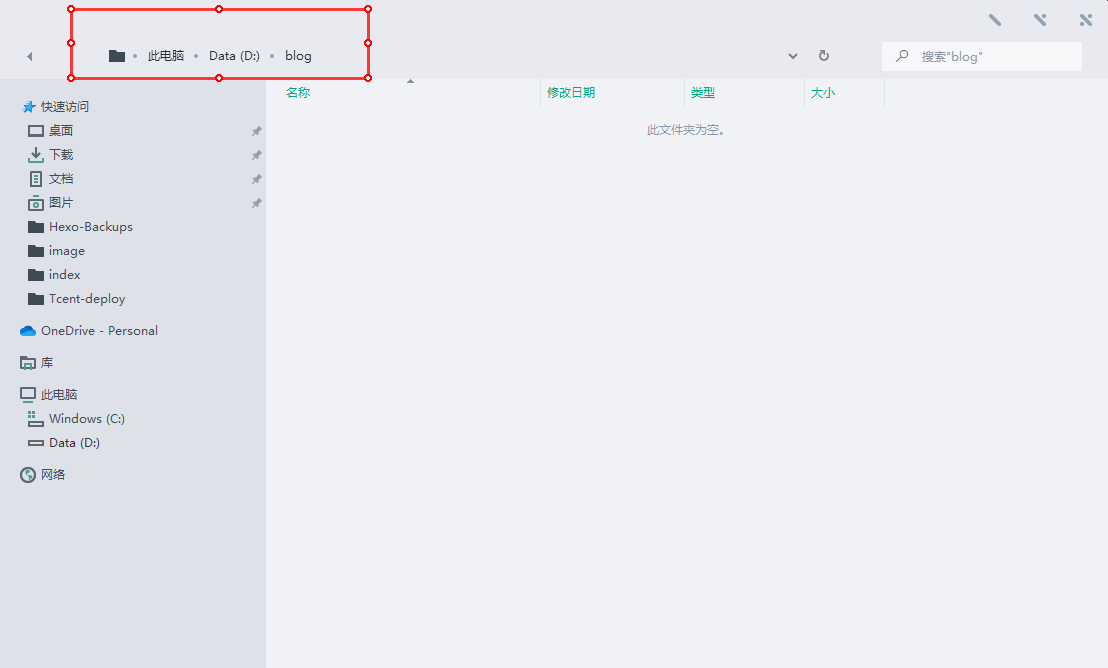 此电脑 Data (D:) blog
搜索"blog"
名称 修改日期 类型 大小
此文件夹为空。
快速访问
桌面
下载
文档
图片
Hexo-Backups
image
index
Tcent-deploy
OneDrive - Personal
库
此电脑
Windows (C:)
Data (D:)
网络